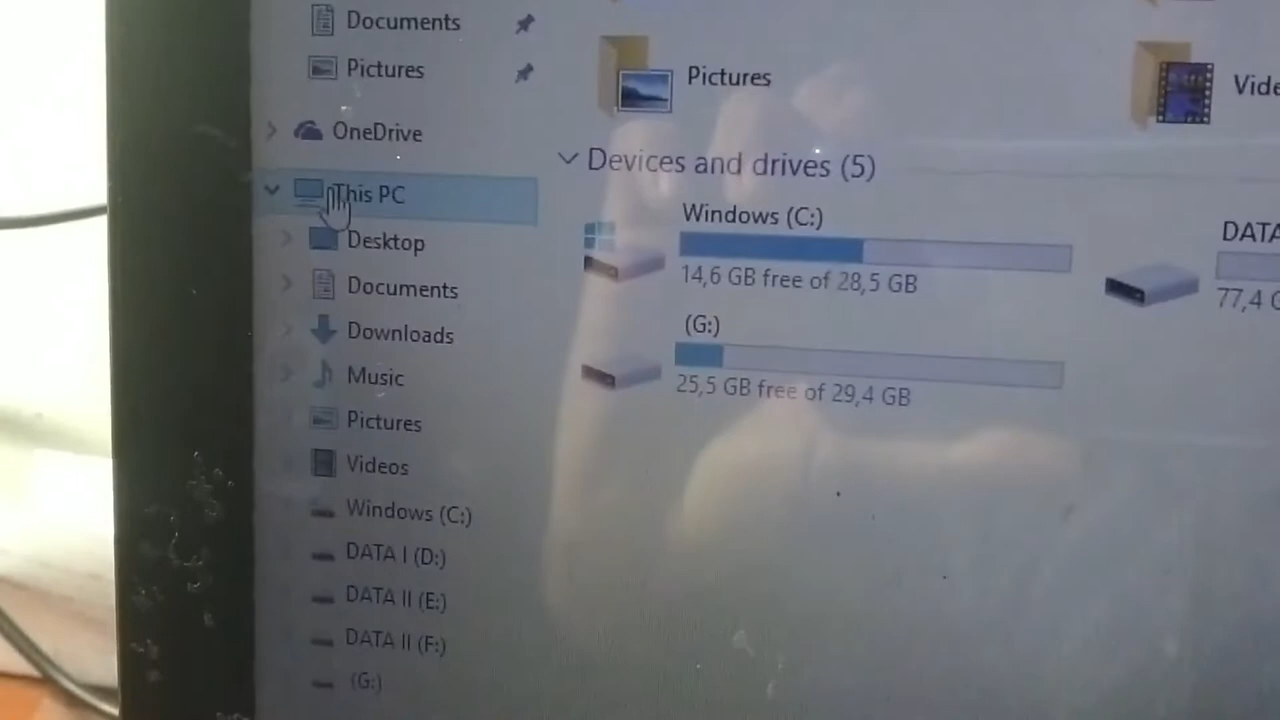 Documents
Pictures
OneDrive
This PC
Desktop
Documents
Downloads
Music
Pictures
Videos
Windows (C:)
DATA I (D:)
DATA II (E:)
DATA II (F:)
(G:)
Pictures
Vide
Devices and drives (5)
Windows (C:)
14,6 GB free of 28,5 GB
DATA
77,4 G
(G:)
25,5 GB free of 29,4 GB